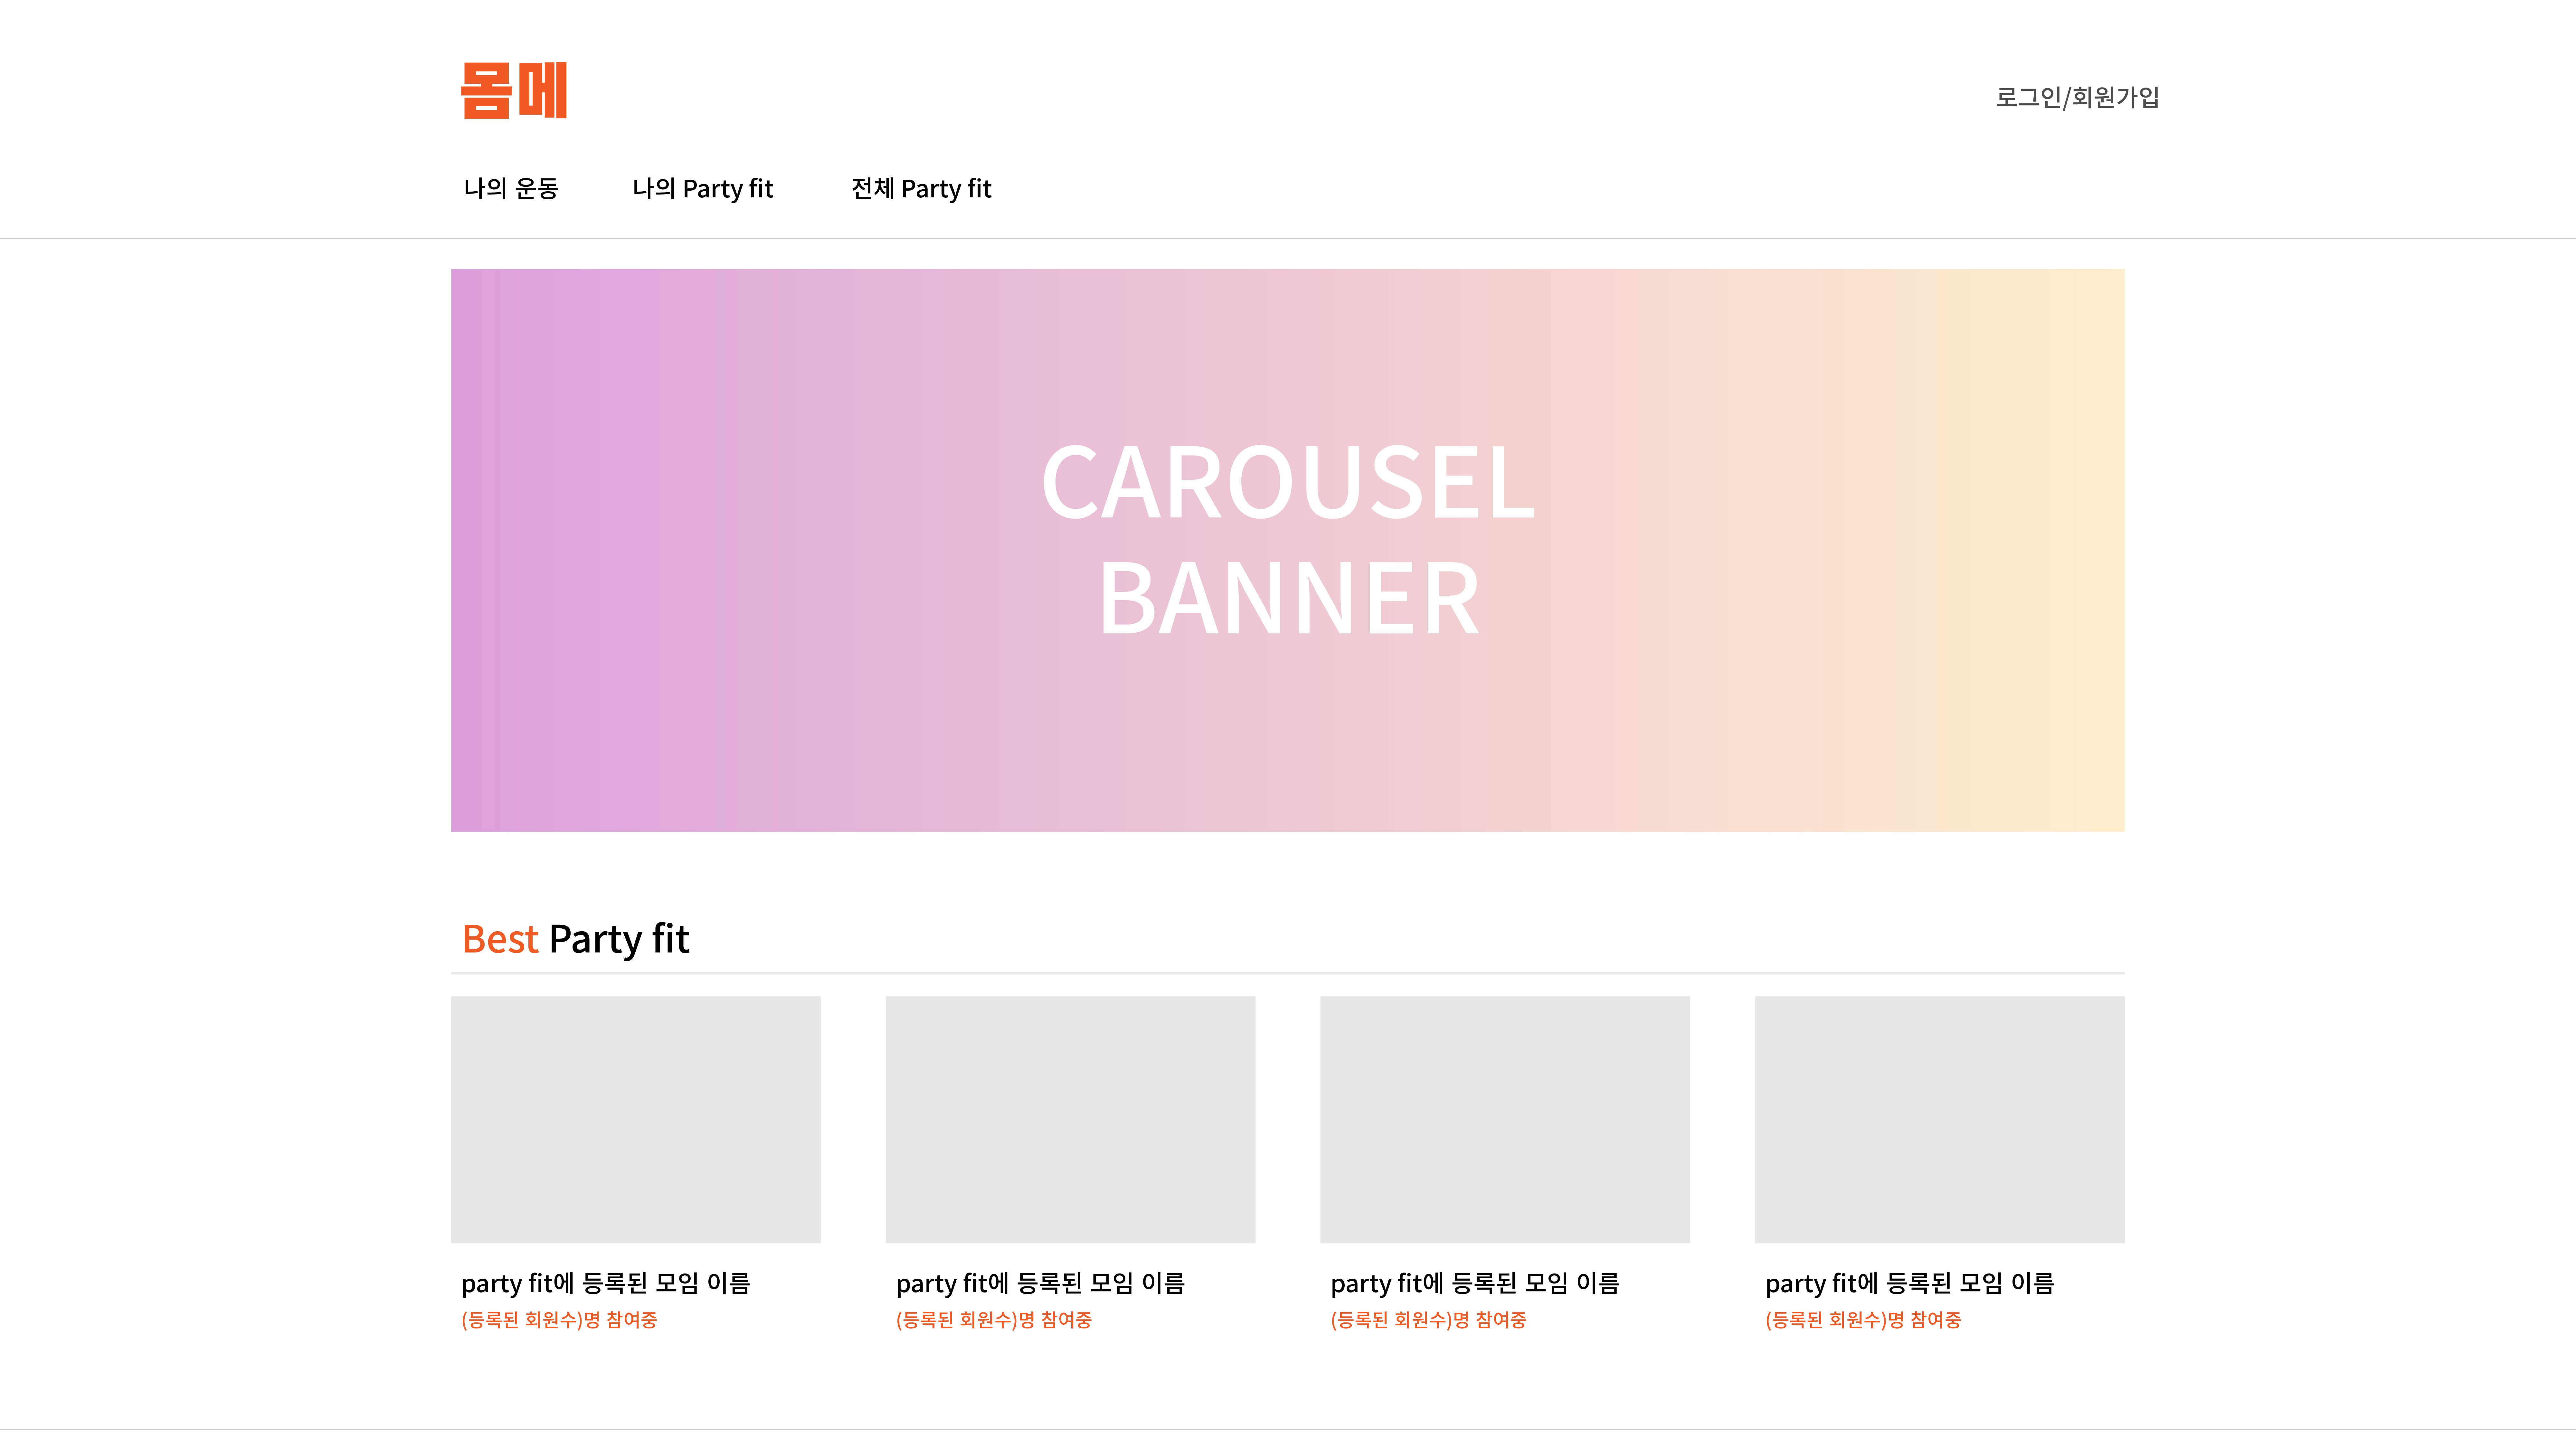 몸메
로그인/회원가입
나의 운동
나의 Party fit
전체 Party fit
CAROUSEL
BANNER
Best Party fit
party fit에 등록된 모임 이름
(등록된 회원수)명 참여중
party fit에 등록된 모임 이름
(등록된 회원수)명 참여중
party fit에 등록된 모임 이름
(등록된 회원수)명 참여중
party fit에 등록된 모임 이름
(등록된 회원수)명 참여중